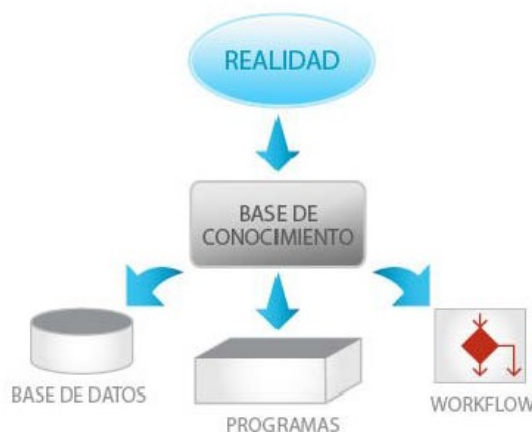 REALIDAD
BASE DE
CONOCIMIENTO
BASE DE DATOS
PROGRAMAS
WORKFLOW